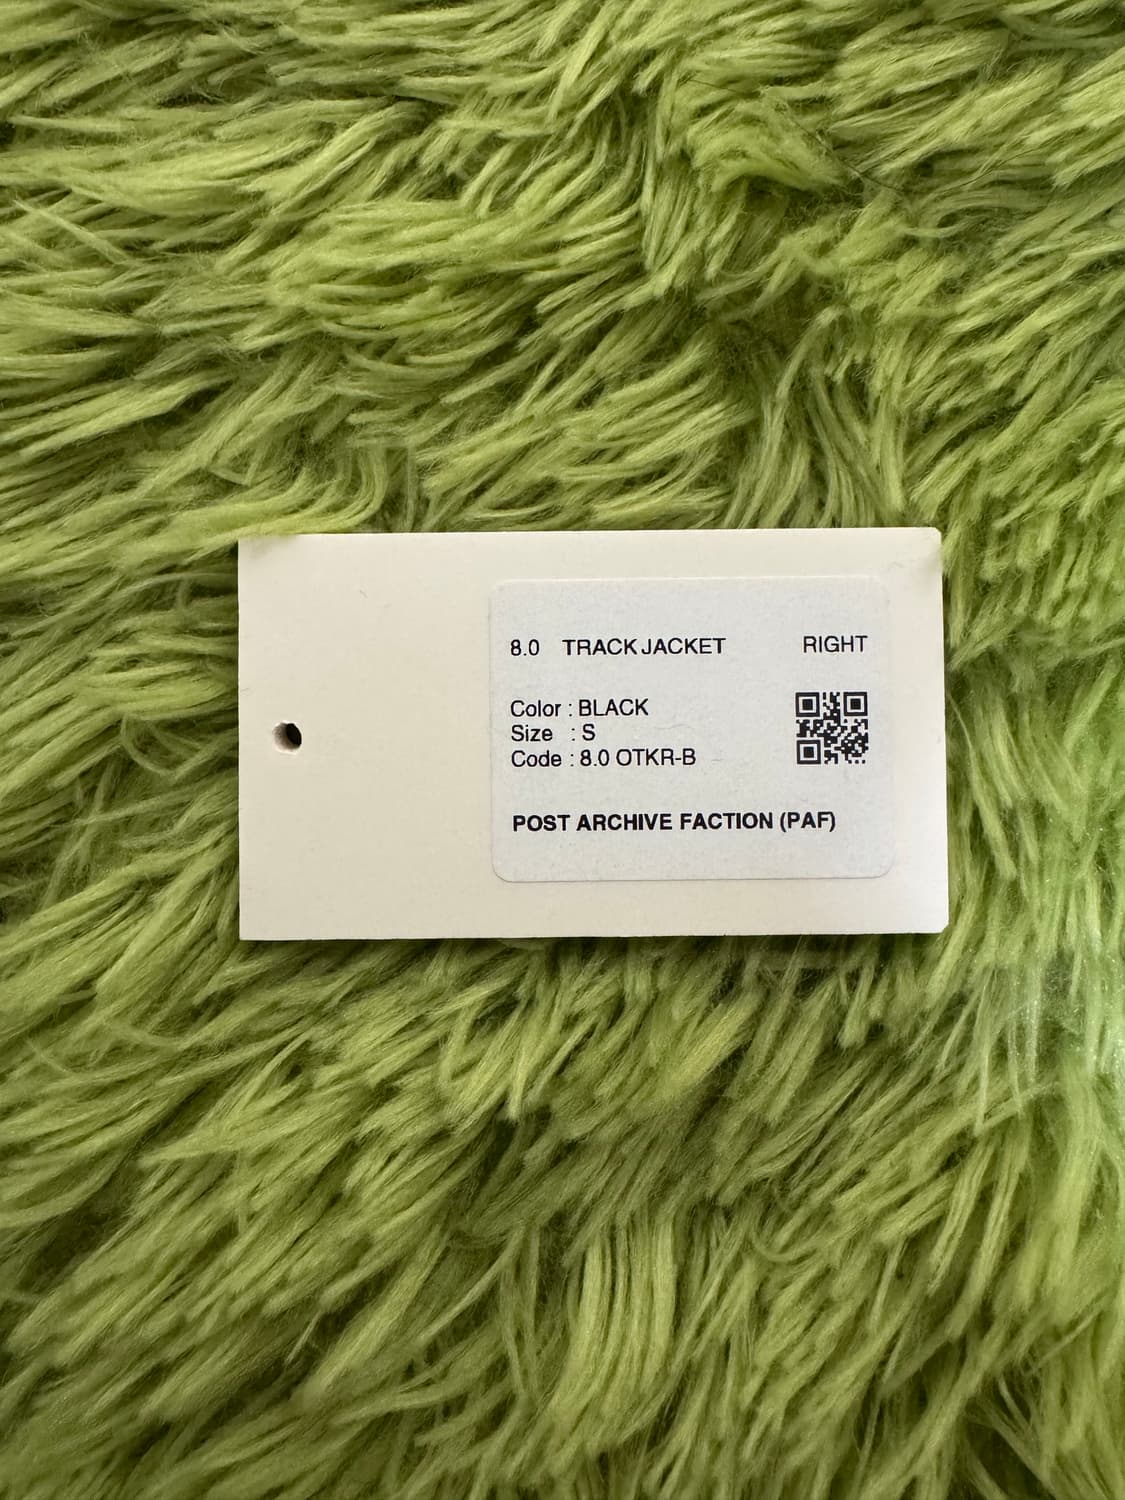 8.0 TRACK JACKET RIGHT
Color : BLACK
Size : S
Code : 8.0 OTKR-B
POST ARCHIVE FACTION (PAF)